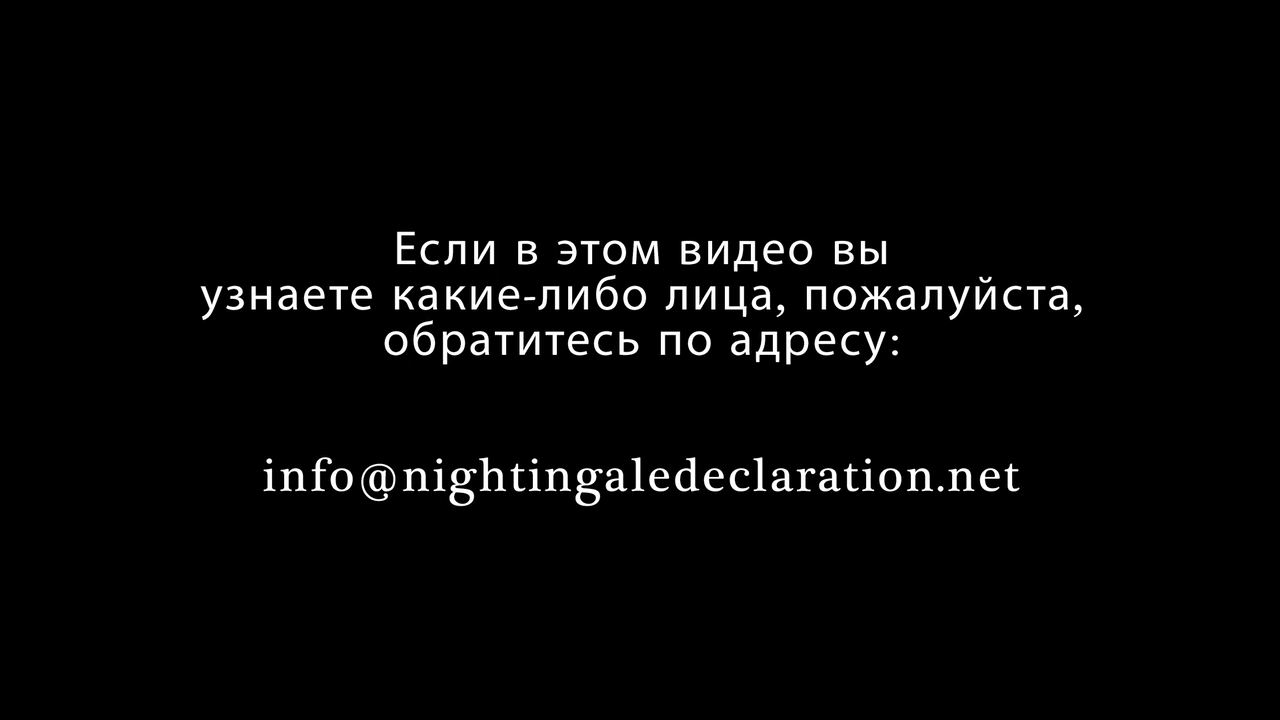 Если в этом видео вы
узнаете какие-либо лица, пожалуйста,
обратитесь по адресу:
info@nightingaledeclaration.net